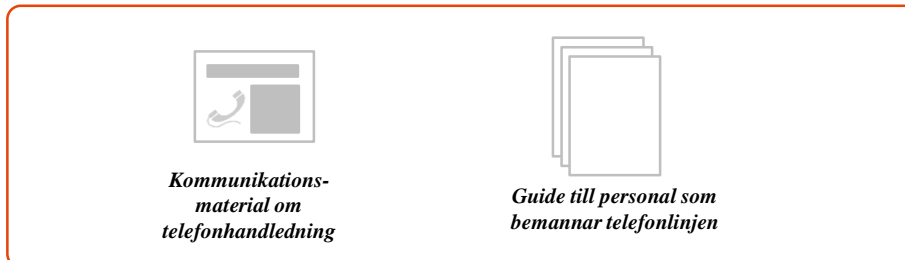 Kommunikations-
material om
telefonhandledning
Guide till personal som
bemannar telefonlinjen